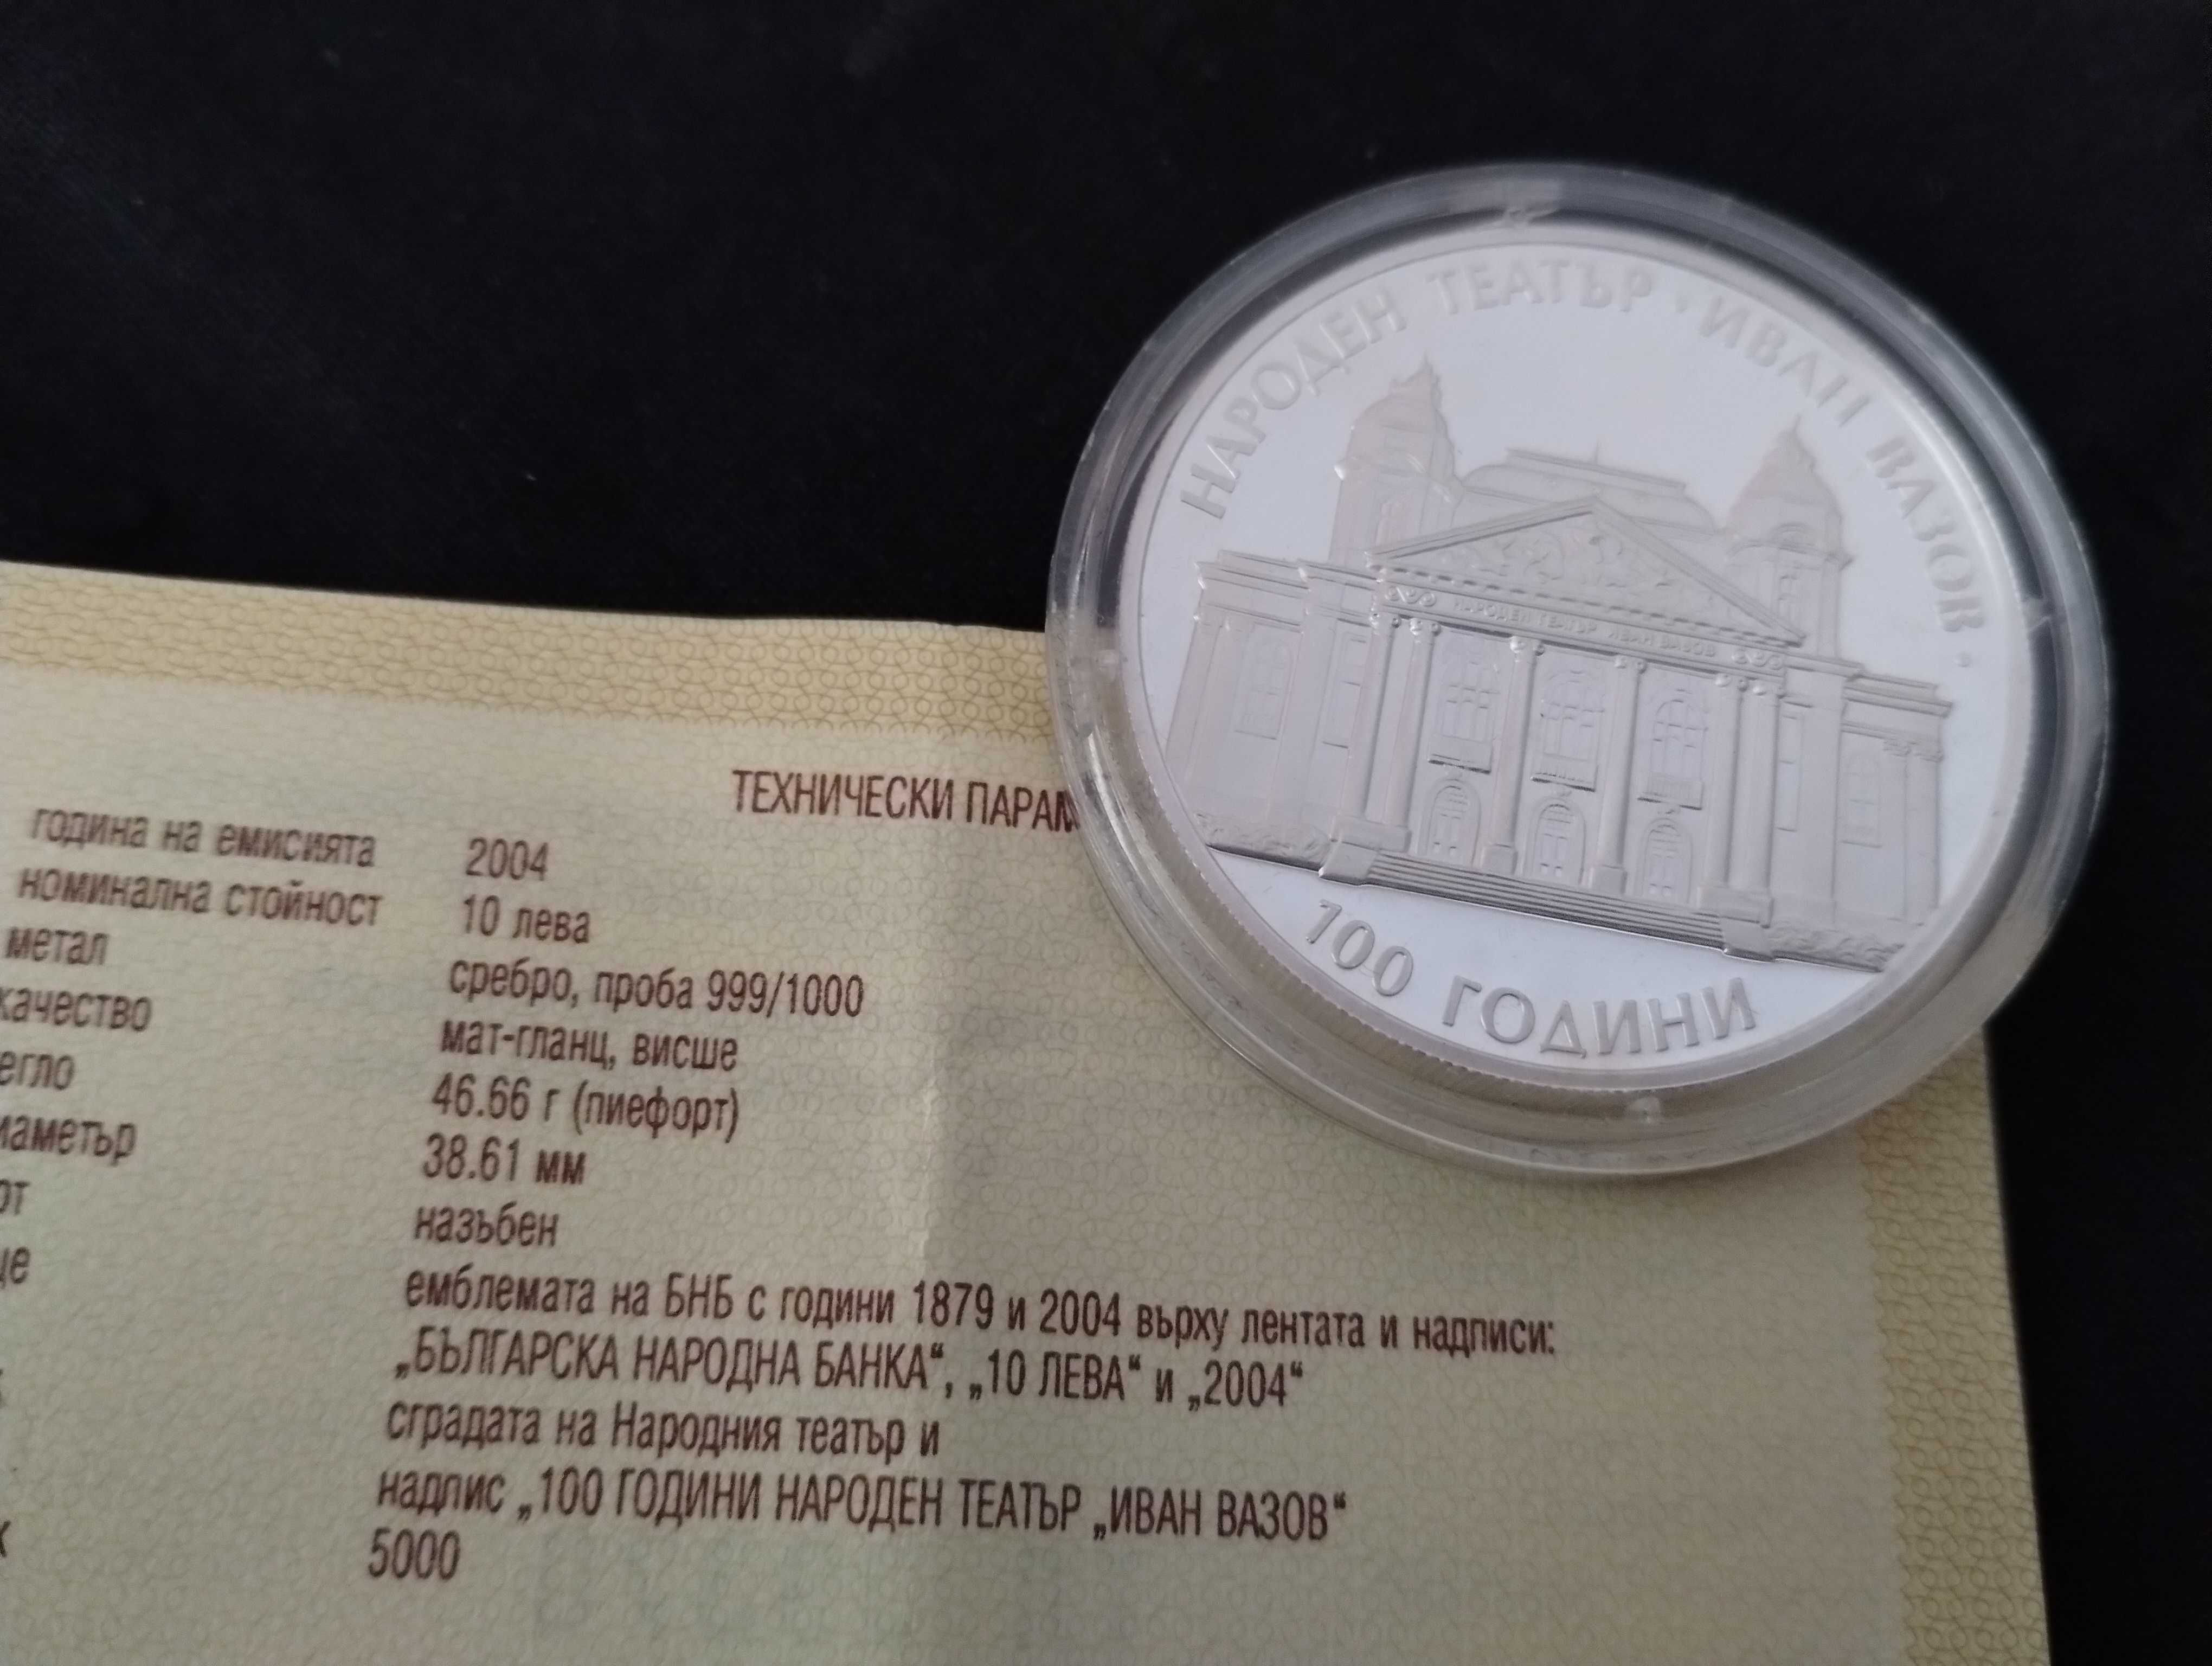 НАРОДЕН ТЕАТЪР · ИВАН ВАЗОВ ·
НАРОДЕН ТЕАТЪР ИВАН ВАЗОВ
100 ГОДИНИ
ТЕХНИЧЕСКИ ПАРАМ
година на емисията 2004
номинална стойност 10 лева
метал сребро, проба 999/1000
качество мат-гланц, висше
егло 46.66 г (пиефорт)
иаметър 38.61 мм
от назъбен
це емблемата на БНБ с години 1879 и 2004 върху лентата и надписи:
„БЪЛГАРСКА НАРОДНА БАНКА“, „10 ЛЕВА“ и „2004“
сградата на Народния театър и
надпис „100 ГОДИНИ НАРОДЕН ТЕАТЪР „ИВАН ВАЗОВ“
5000